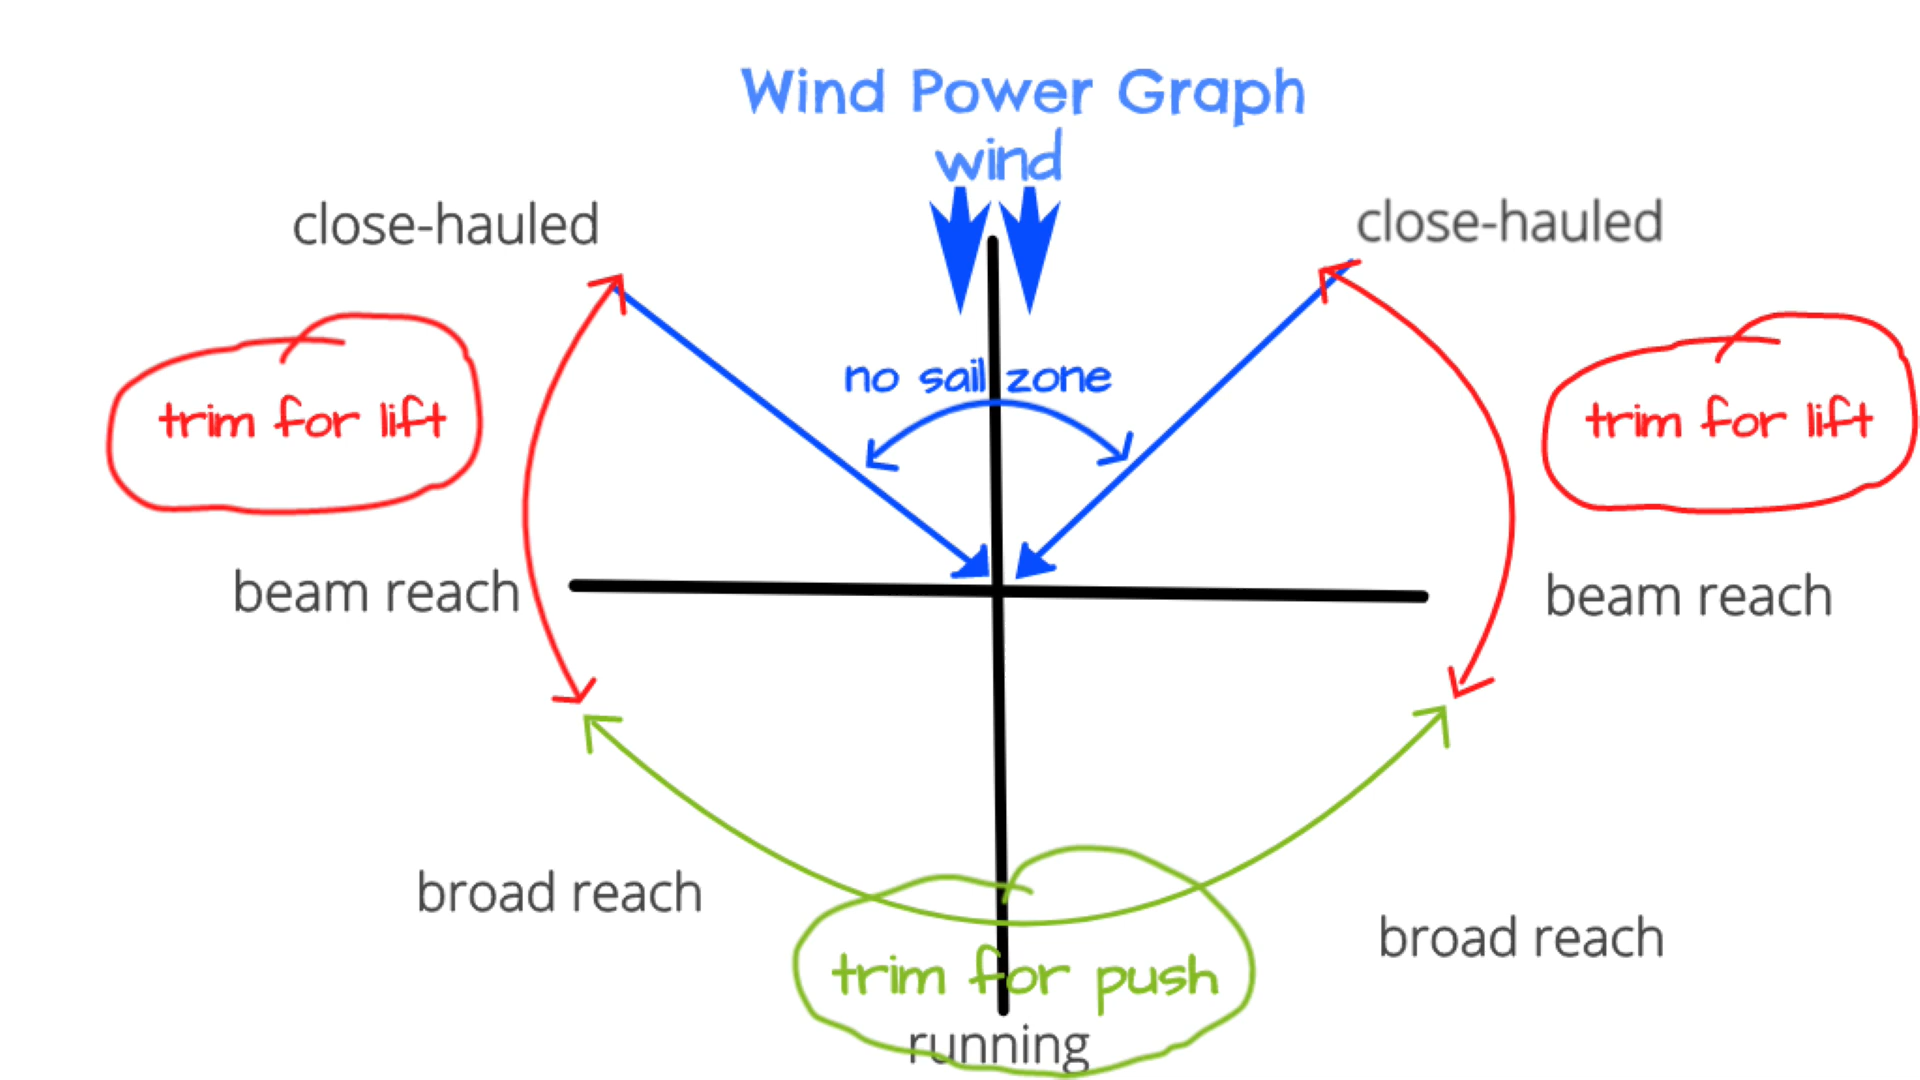 Wind Power Graph
wind
close-hauled
close-hauled
no sail zone
trim for lift
trim for lift
beam reach
beam reach
broad reach
broad reach
trim for push
running